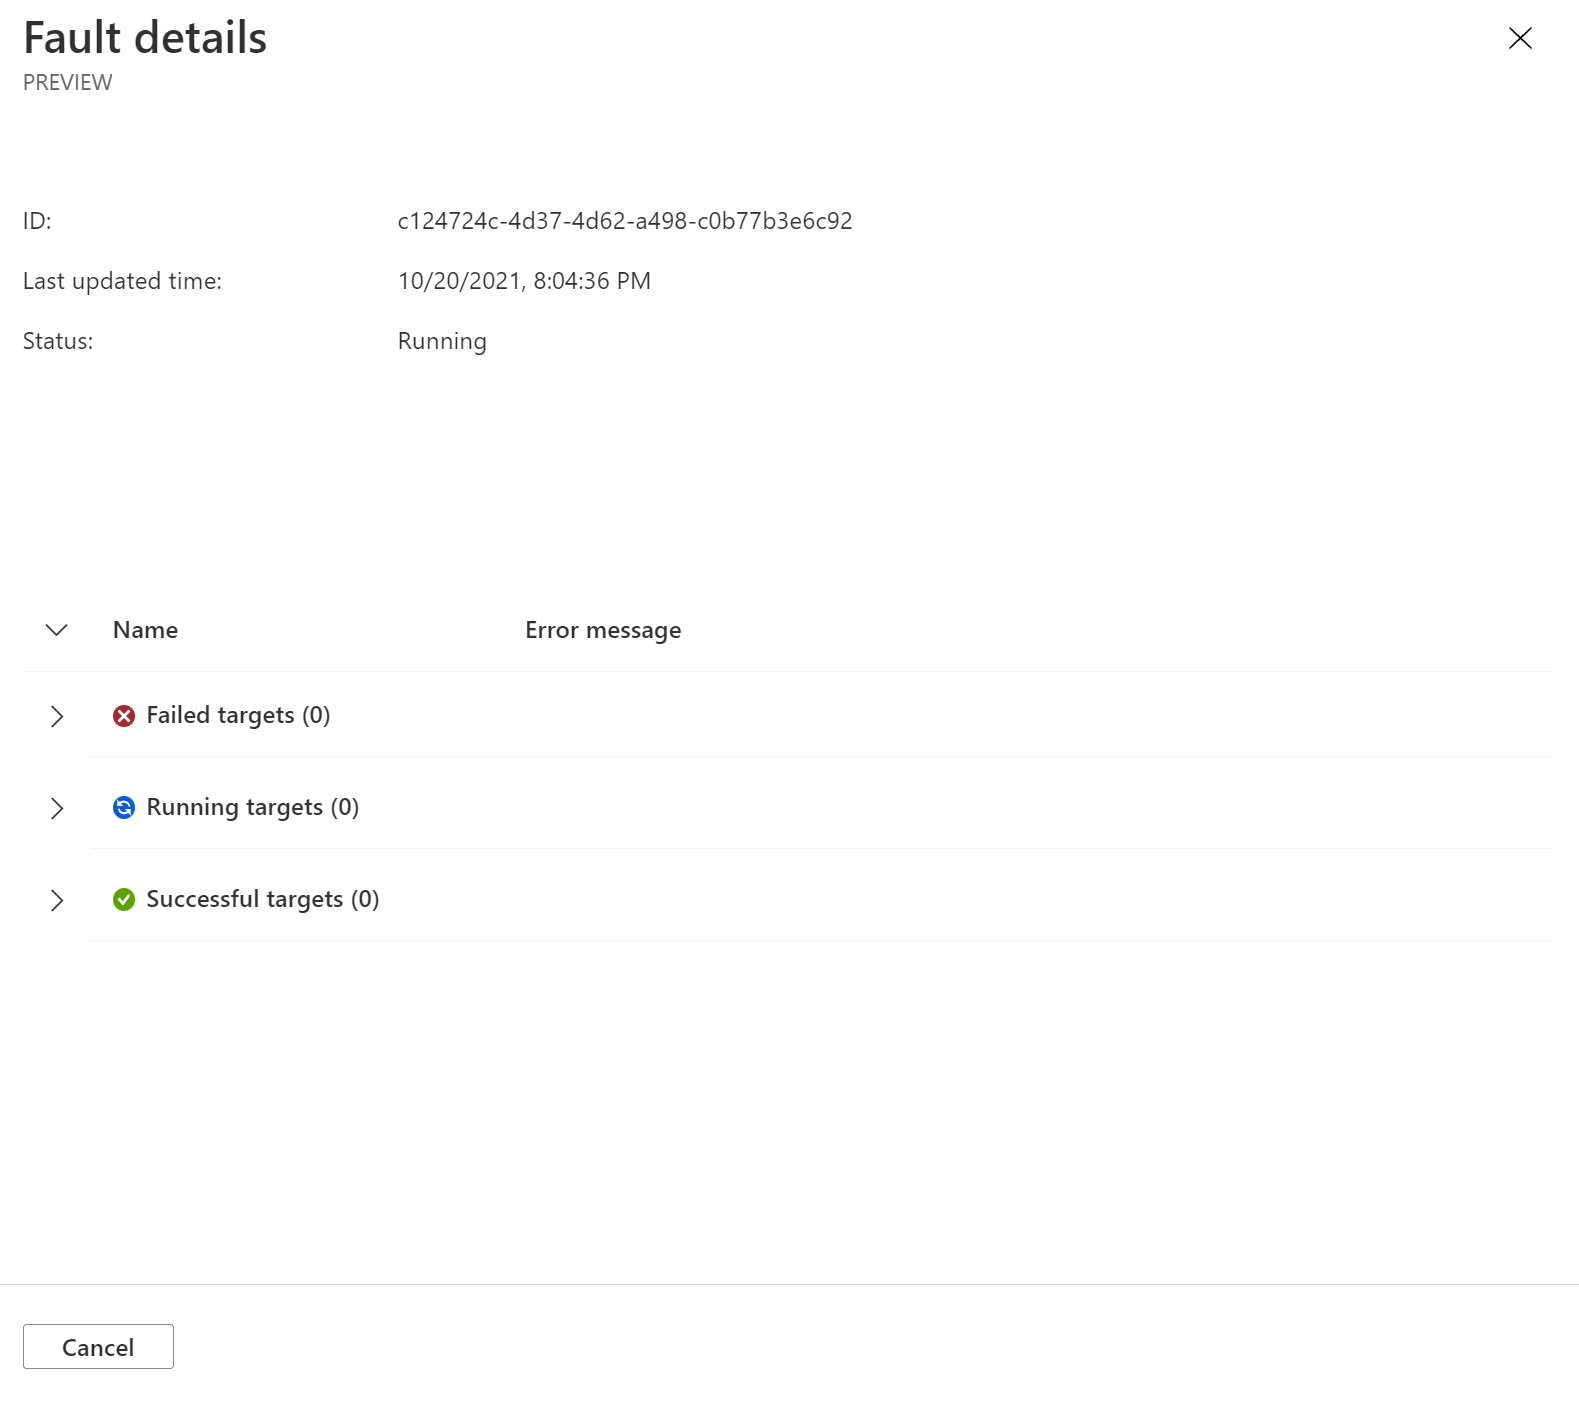 Fault details
PREVIEW
ID: c124724c-4d37-4d62-a498-c0b77b3e6c92
Last updated time: 10/20/2021, 8:04:36 PM
Status: Running
Name Error message
Failed targets (0)
Running targets (0)
Successful targets (0)
Cancel